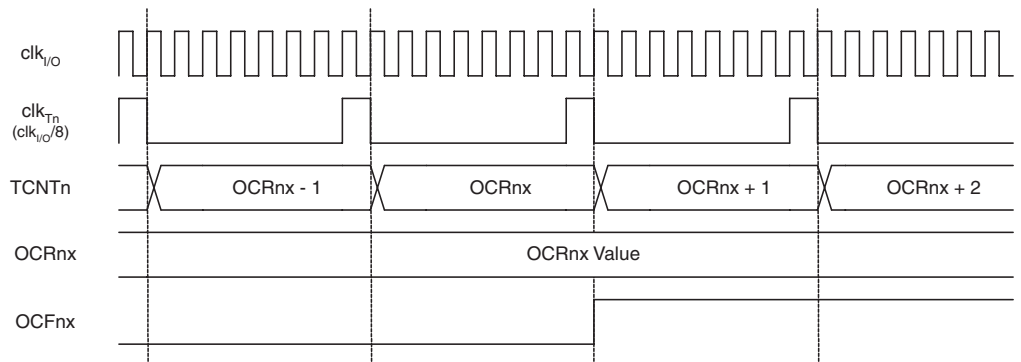 clkI/O
clkTn
(clkI/O/8)
TCNTn OCRnx - 1 OCRnx OCRnx + 1 OCRnx + 2
OCRnx OCRnx Value
OCFnx